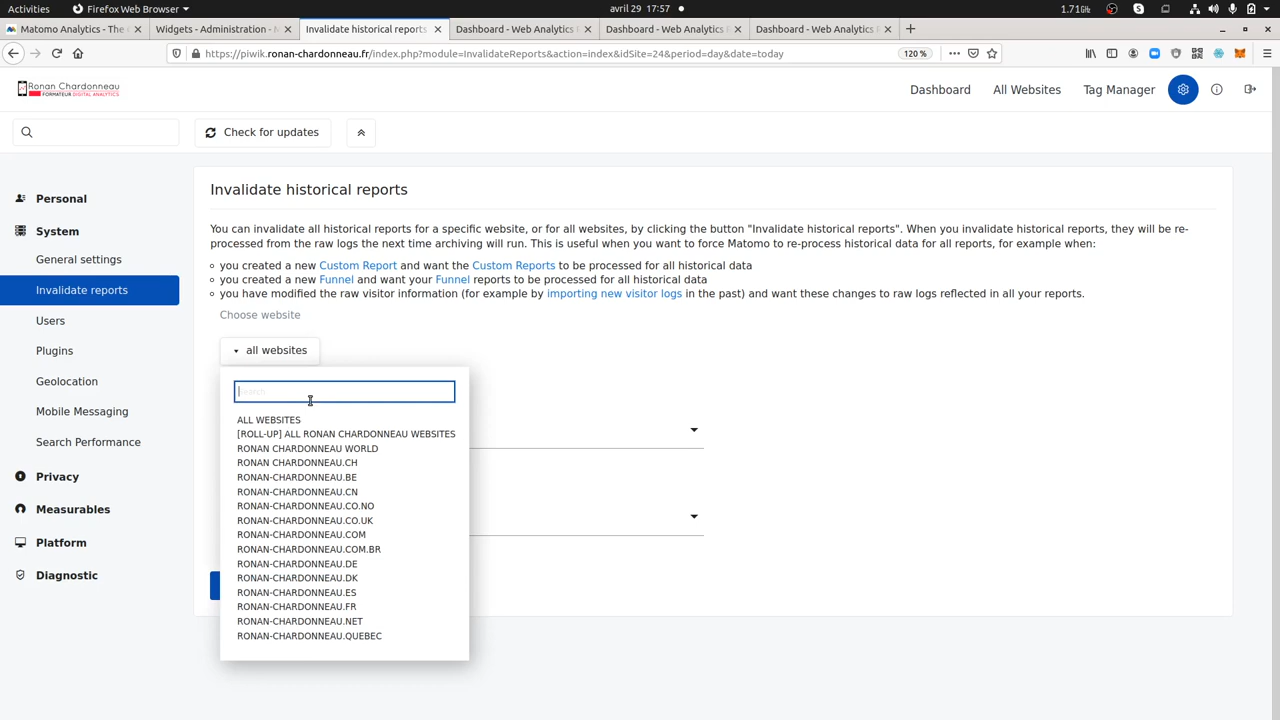 Activities
Firefox Web Browser
avril 29 17:57
1.71
Matomo Analytics - The
Widgets - Administration -
Invalidate historical reports
Dashboard - Web Analytics
Dashboard - Web Analytics
Dashboard - Web Analytics
https://piwik.ronan-chardonneau.fr/index.php?module=InvalidateReports&action=index&idSite=24&period=day&date=today
120 %
Ronan Chardonneau
FORMATEUR DIGITAL ANALYTICS
Dashboard
All Websites
Tag Manager
Check for updates
Personal
System
General settings
Invalidate reports
Users
Plugins
Geolocation
Mobile Messaging
Search Performance
Privacy
Measurables
Platform
Diagnostic
Invalidate historical reports
You can invalidate all historical reports for a specific website, or for all websites, by clicking the button "Invalidate historical reports". When you invalidate historical reports, they will be re-
processed from the raw logs the next time archiving will run. This is useful when you want to force Matomo to re-process historical data for all reports, for example when:
you created a new Custom Report and want the Custom Reports to be processed for all historical data
you created a new Funnel and want your Funnel reports to be processed for all historical data
you have modified the raw visitor information (for example by importing new visitor logs in the past) and want these changes to raw logs reflected in all your reports.
Choose website
all websites
Search
ALL WEBSITES
[ROLL-UP] ALL RONAN CHARDONNEAU WEBSITES
RONAN CHARDONNEAU WORLD
RONAN CHARDONNEAU.CH
RONAN-CHARDONNEAU.BE
RONAN-CHARDONNEAU.CN
RONAN-CHARDONNEAU.CO.NO
RONAN-CHARDONNEAU.CO.UK
RONAN-CHARDONNEAU.COM
RONAN-CHARDONNEAU.COM.BR
RONAN-CHARDONNEAU.DE
RONAN-CHARDONNEAU.DK
RONAN-CHARDONNEAU.ES
RONAN-CHARDONNEAU.FR
RONAN-CHARDONNEAU.NET
RONAN-CHARDONNEAU.QUEBEC